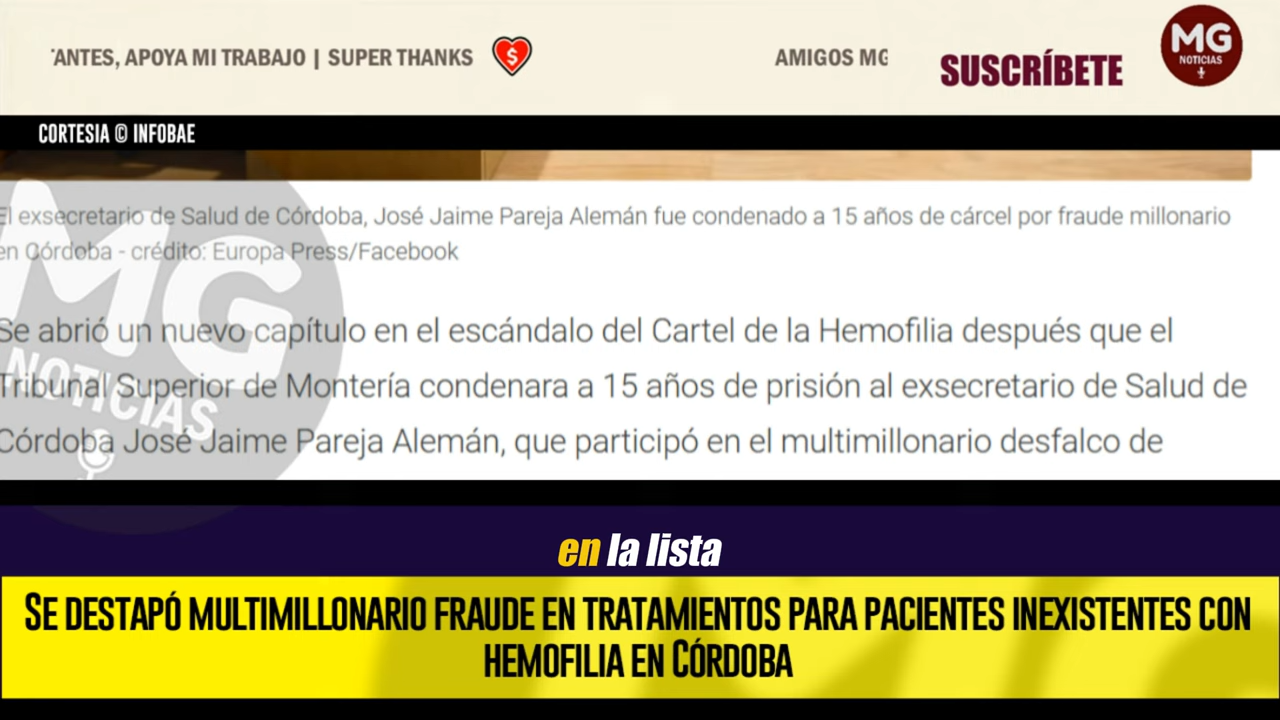 TANTES, APOYA MI TRABAJO | SUPER THANKS
AMIGOS MG
SUSCRÍBETE
MG
NOTICIAS
CORTESIA © INFOBAE
El exsecretario de Salud de Córdoba, José Jaime Pareja Alemán fue condenado a 15 años de cárcel por fraude millonario
en Córdoba - crédito: Europa Press/Facebook
Se abrió un nuevo capítulo en el escándalo del Cartel de la Hemofilia después que el
Tribunal Superior de Montería condenara a 15 años de prisión al exsecretario de Salud de
Córdoba José Jaime Pareja Alemán, que participó en el multimillonario desfalco de
MG
NOTICIAS
en la lista
SE DESTAPÓ MULTIMILLONARIO FRAUDE EN TRATAMIENTOS PARA PACIENTES INEXISTENTES CON
HEMOFILIA EN CÓRDOBA